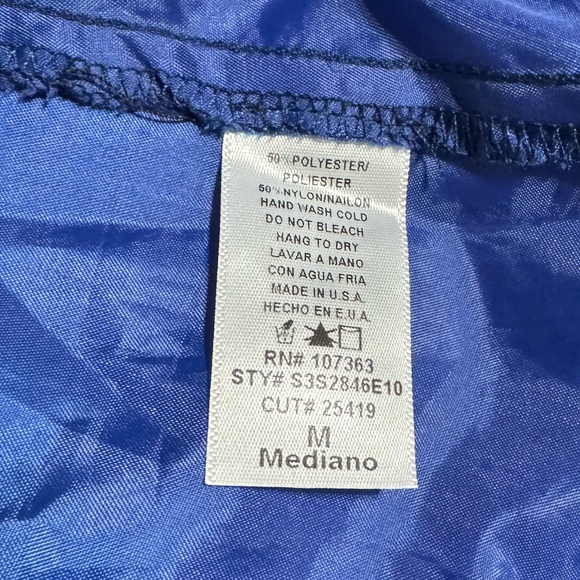 50% POLYESTER/
POLIESTER
50% NYLON/NAILON
HAND WASH COLD
DO NOT BLEACH
HANG TO DRY
LAVAR A MANO
CON AGUA FRIA
MADE IN U.S.A.
HECHO EN E.U.A.
RN# 107363
STY# S3S2846E10
CUT# 25419
M
Mediano